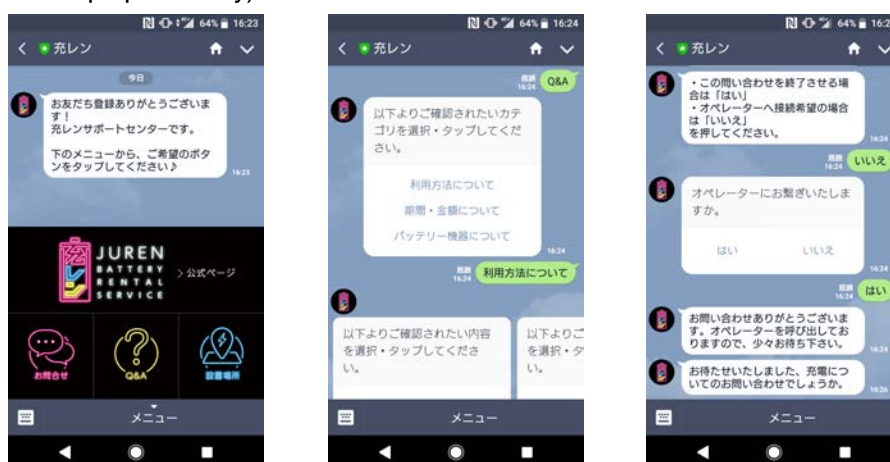 64% 16:23
充レン
今日
お友だち登録ありがとうございま
す！
充レンサポートセンターです。
下のメニューから、ご希望のボタ
ンをタップしてください♪
16:23
JUREN
BATTERY
RENTAL
SERVICE
> 公式ページ
お問合せ
Q&A
設置場所
メニュー
64% 16:24
充レン
既読
16:24
Q&A
以下よりご確認されたいカテ
ゴリを選択・タップしてくだ
さい。
利用方法について
期間・金額について
バッテリー機器について
16:24
既読
16:24
利用方法について
以下よりご確認されたい内容
を選択・タップしてくださ
い。
以下よりご
を選択・タ
い。
メニュー
64%
充レン
・この問い合わせを終了させる場
合は「はい」
・オペレーターへ接続希望の場合
は「いいえ」
を押してください。
16:24
既読
16:24
いいえ
オペレーターにお繋ぎいたしま
すか。
はい いいえ
16:24
既読
16:24
はい
お問い合わせありがとうございま
す。オペレーターを呼び出してお
りますので、少々お待ち下さい。
16:24
お待たせいたしました、充電につ
いてのお問い合わせでしょうか。
16:26
メニュー